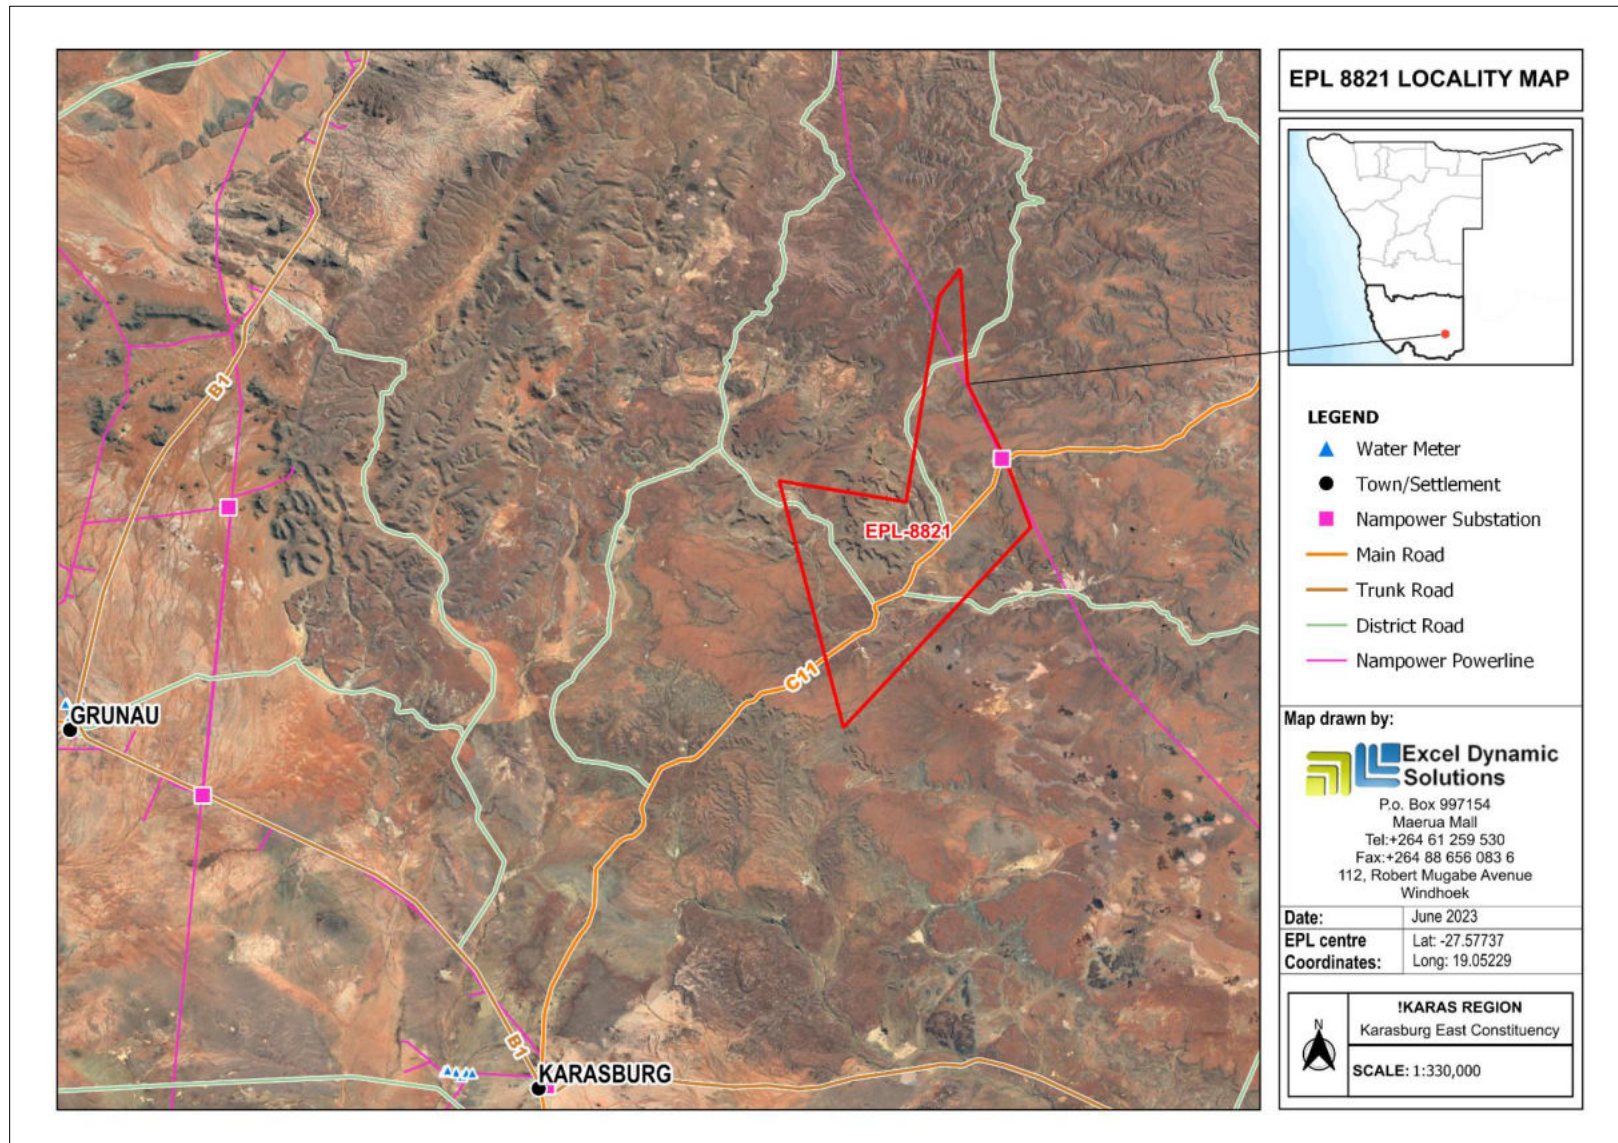 EPL 8821 LOCALITY MAP
B1
EPL-8821
C11
GRUNAU
B1
KARASBURG
LEGEND
Water Meter
Town/Settlement
Nampower Substation
Main Road
Trunk Road
District Road
Nampower Powerline
Map drawn by:
Excel Dynamic
Solutions
P.o. Box 997154
Maerua Mall
Tel:+264 61 259 530
Fax:+264 88 656 083 6
112, Robert Mugabe Avenue
Windhoek
Date: June 2023
EPL centre Lat: -27.57737
Coordinates: Long: 19.05229
N
!KARAS REGION
Karasburg East Constituency
SCALE: 1:330,000